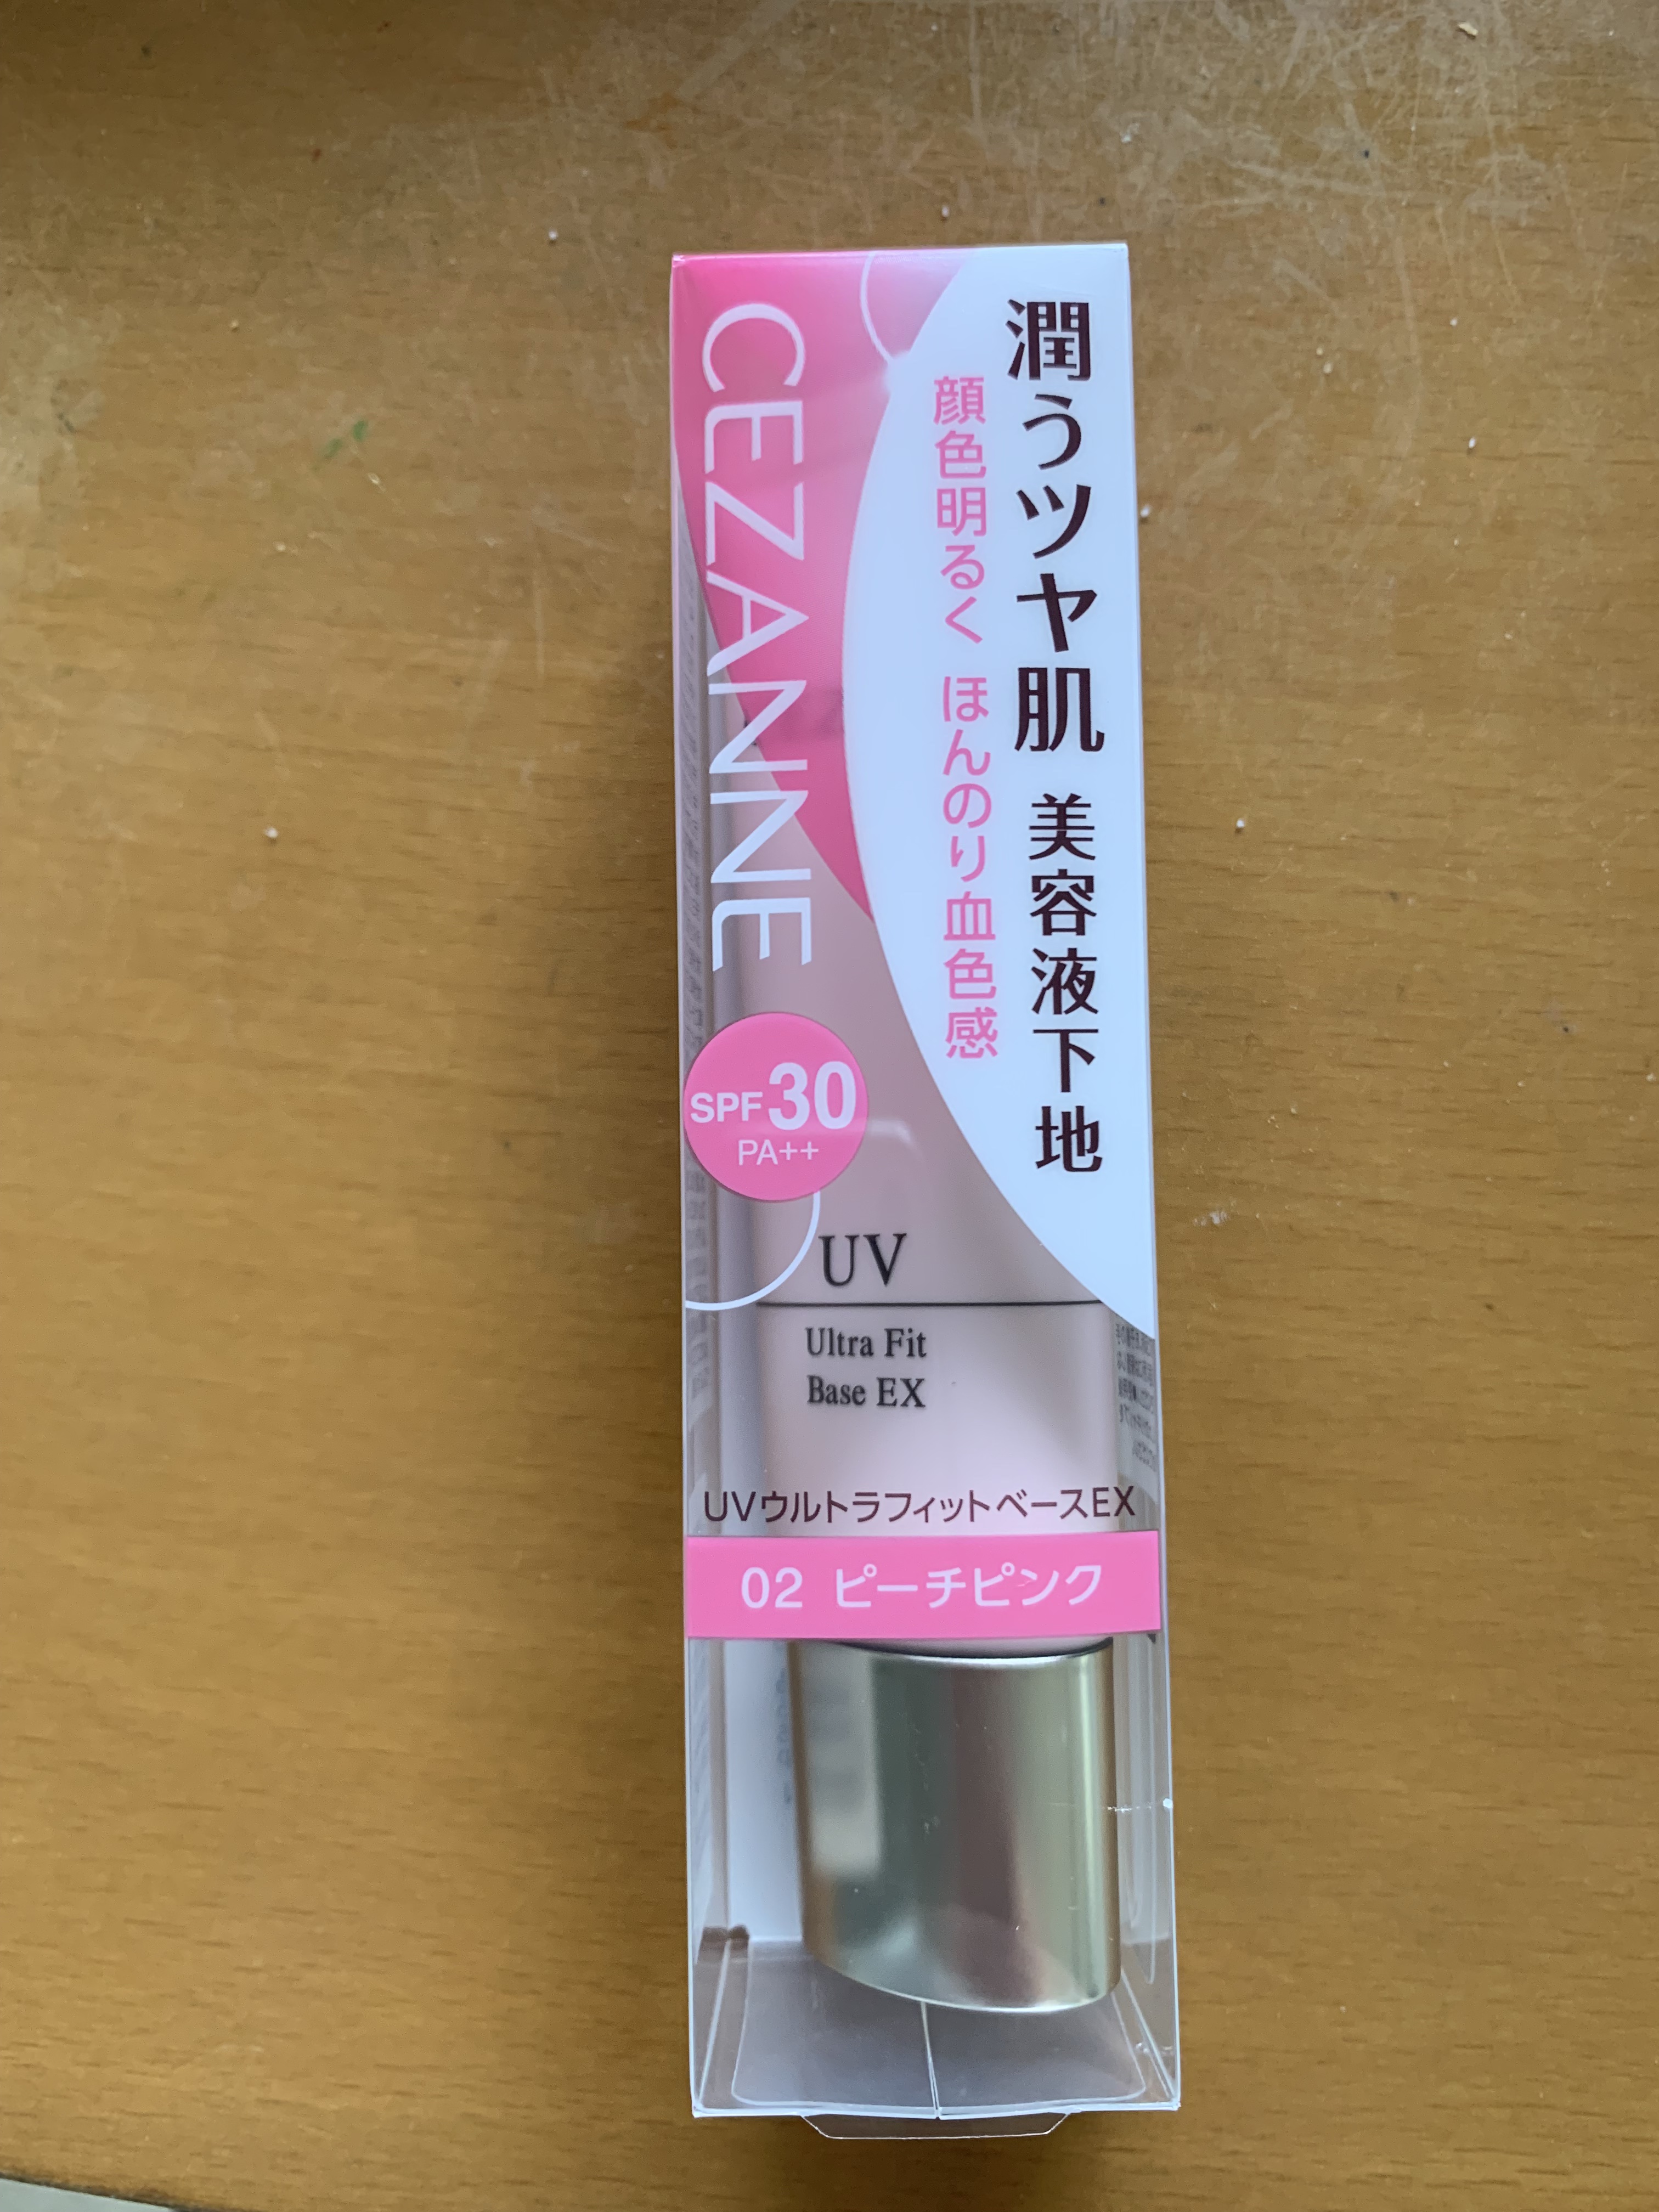 潤うツヤ肌 美容液下地
顔色明るく ほんのり血色感
CEZANNE
SPF30
PA++
UV
Ultra Fit
Base EX
UVウルトラフィットベースEX
02 ピーチピンク